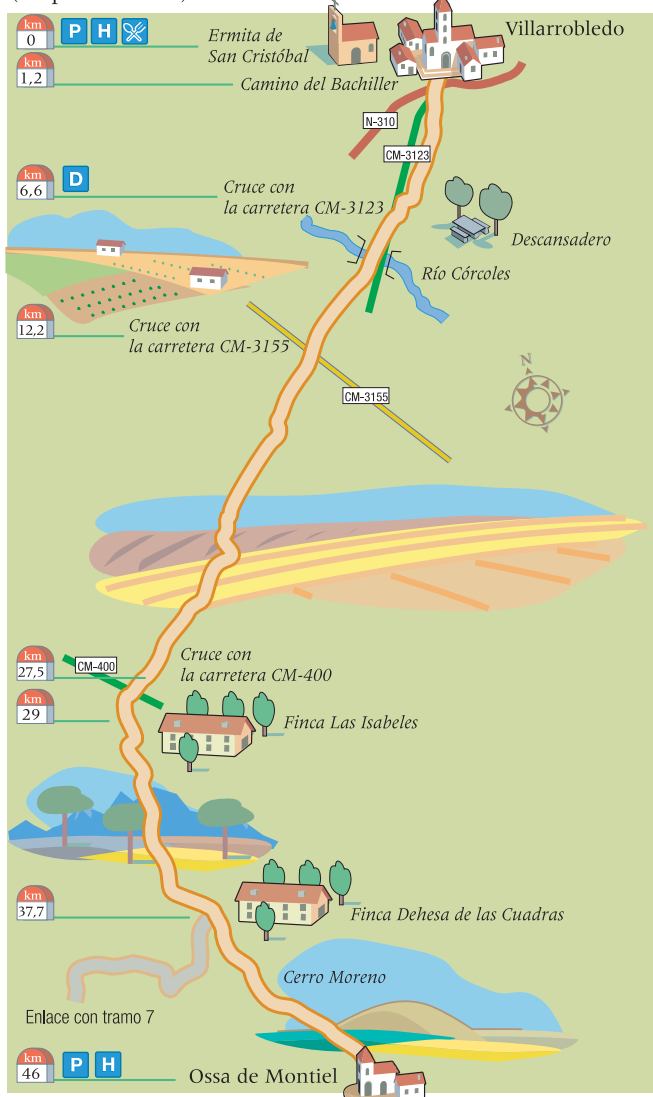 km
0
P H
Ermita de
San Cristóbal
Villarrobledo
km
1,2
Camino del Bachiller
N-310
CM-3123
km
6,6
D
Cruce con
la carretera CM-3123
Descansadero
Río Córcoles
km
12,2
Cruce con
la carretera CM-3155
CM-3155
N
km
27,5
CM-400
Cruce con
la carretera CM-400
km
29
Finca Las Isabeles
km
37,7
Finca Dehesa de las Cuadras
Cerro Moreno
Enlace con tramo 7
km
46
P H
Ossa de Montiel